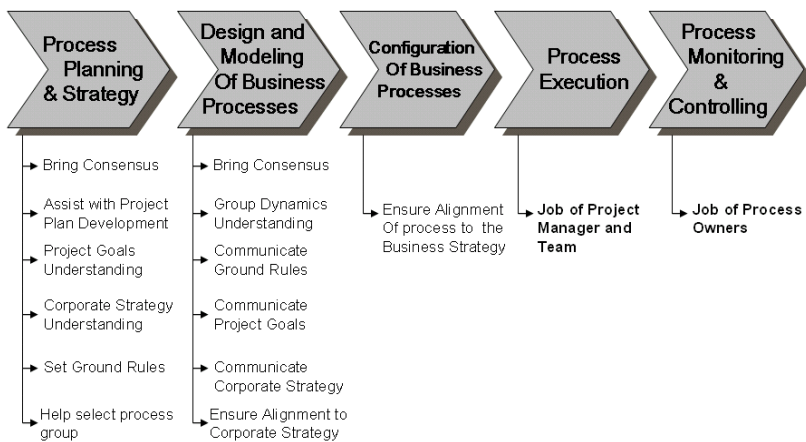 Process
Planning
& Strategy
Design and
Modeling
Of Business
Processes
Configuration
Of Business
Processes
Process
Execution
Process
Monitoring
&
Controlling
Bring Consensus
Assist with Project
Plan Development
Project Goals
Understanding
Corporate Strategy
Understanding
Set Ground Rules
Help select process
group
Bring Consensus
Group Dynamics
Understanding
Communicate
Ground Rules
Communicate
Project Goals
Communicate
Corporate Strategy
Ensure Alignment to
Corporate Strategy
Ensure Alignment
Of process to the
Business Strategy
Job of Project
Manager and
Team
Job of Process
Owners